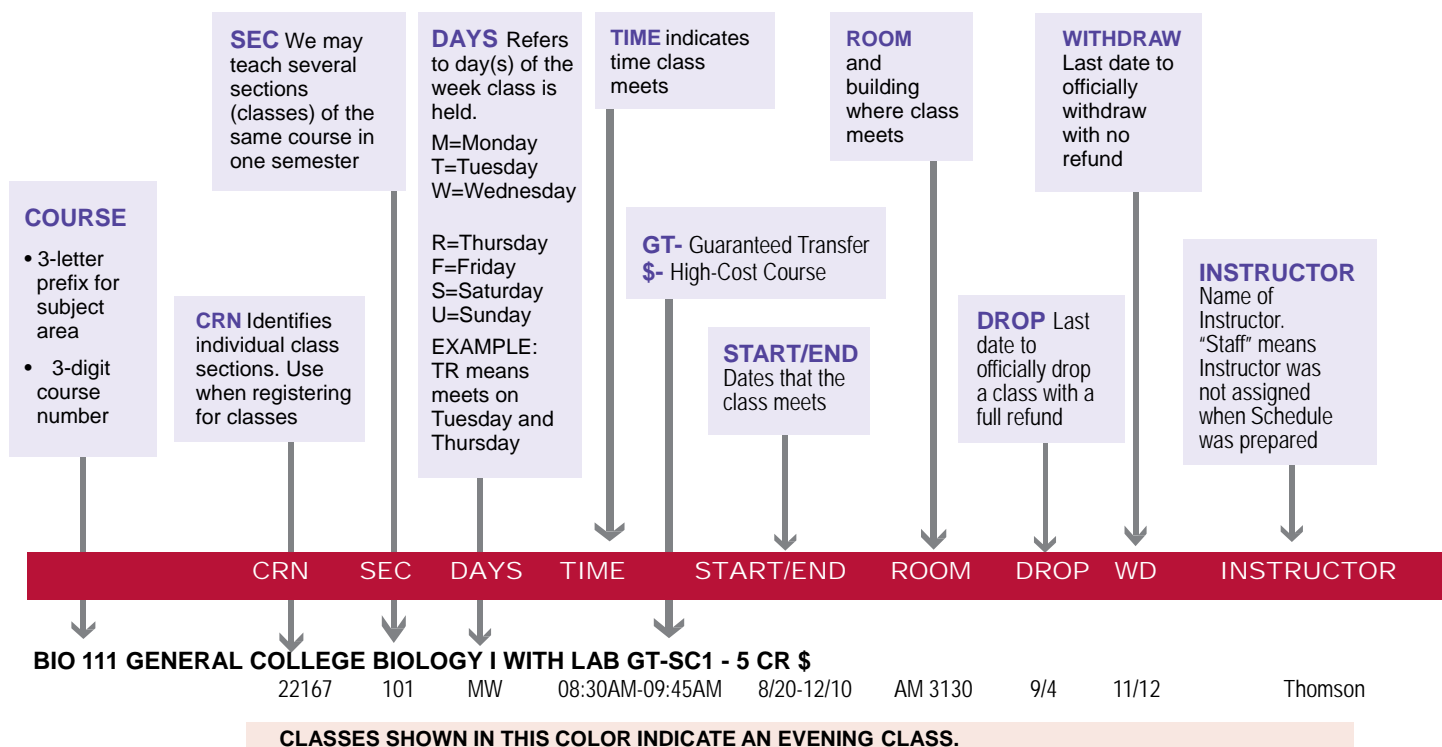 SEC We may
teach several
sections
(classes) of the
same course in
one semester
DAYS Refers
to day(s) of the
week class is
held.
M=Monday
T=Tuesday
W=Wednesday
R=Thursday
F=Friday
S=Saturday
U=Sunday
EXAMPLE:
TR means
meets on
Tuesday and
Thursday
TIME indicates
time class
meets
ROOM
and
building
where class
meets
WITHDRAW
Last date to
officially
withdraw
with no
refund
COURSE
• 3-letter
prefix for
subject
area
• 3-digit
course
number
CRN Identifies
individual class
sections. Use
when registering
for classes
GT- Guaranteed Transfer
$- High-Cost Course
START/END
Dates that the
class meets
DROP Last
date to
officially drop
a class with a
full refund
INSTRUCTOR
Name of
Instructor.
“Staff” means
Instructor was
not assigned
when Schedule
was prepared
CRN SEC DAYS TIME START/END ROOM DROP WD INSTRUCTOR
BIO 111 GENERAL COLLEGE BIOLOGY I WITH LAB GT-SC1 - 5 CR $
22167 101 MW 08:30AM-09:45AM 8/20-12/10 AM 3130 9/4 11/12 Thomson
CLASSES SHOWN IN THIS COLOR INDICATE AN EVENING CLASS.